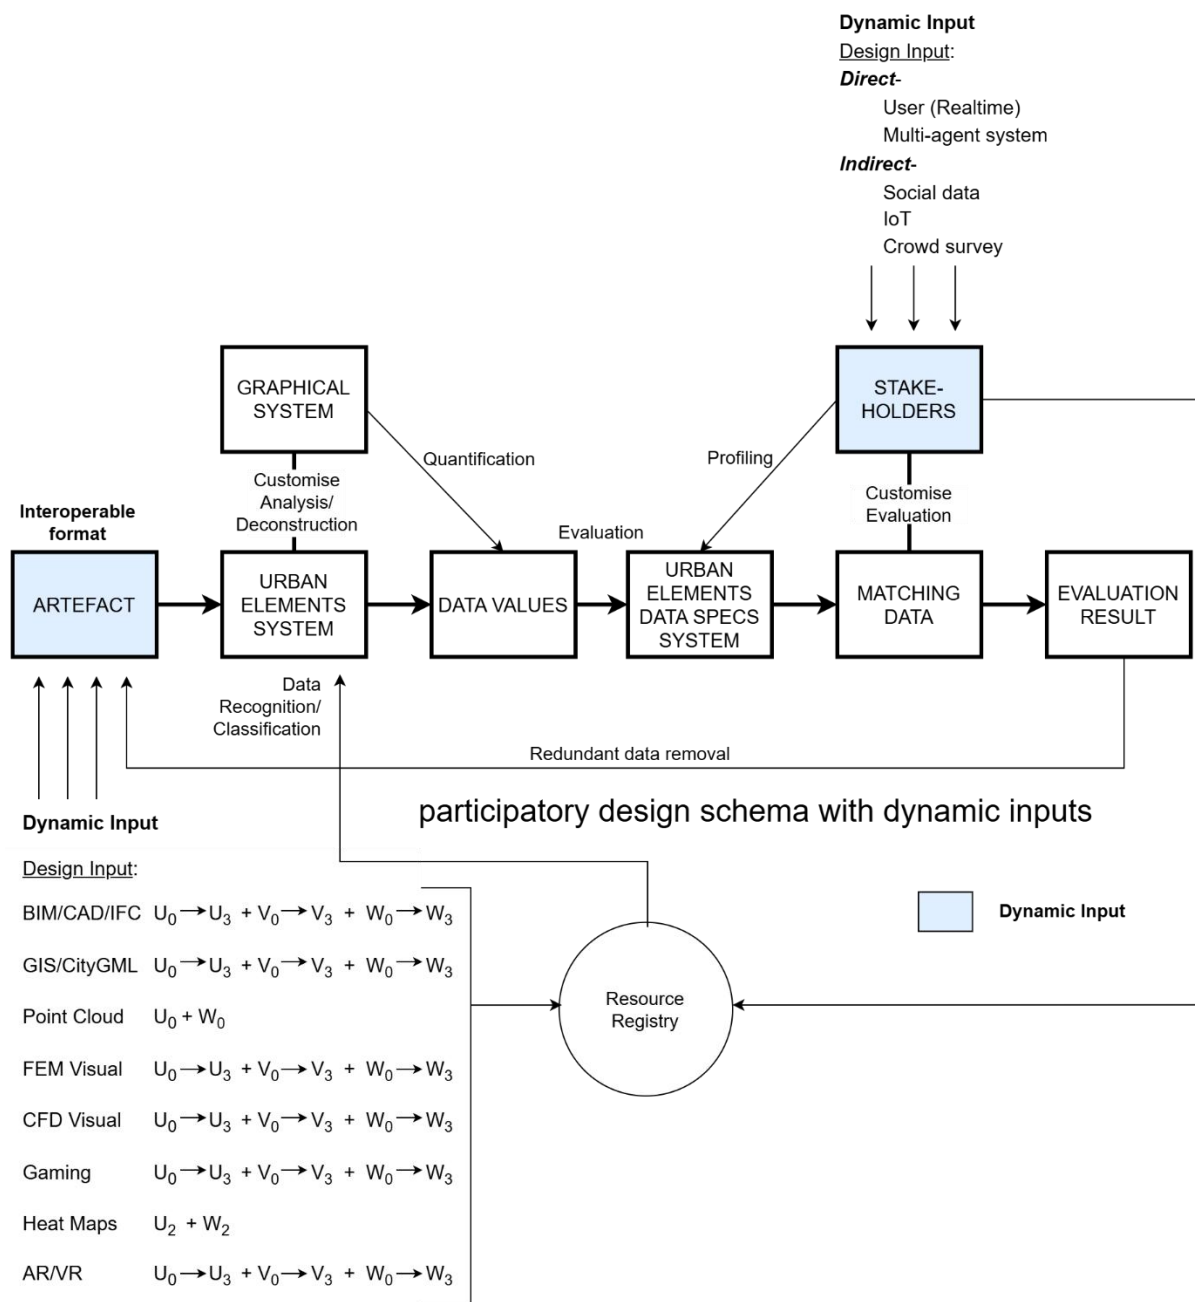 Dynamic Input
Design Input:
Direct-
User (Realtime)
Multi-agent system
Indirect-
Social data
IoT
Crowd survey
GRAPHICAL
SYSTEM
STAKE-
HOLDERS
Quantification
Profiling
Customise
Analysis/
Deconstruction
Customise
Evaluation
Interoperable
format
Evaluation
ARTEFACT
URBAN
ELEMENTS
SYSTEM
DATA VALUES
URBAN
ELEMENTS
DATA SPECS
SYSTEM
MATCHING
DATA
EVALUATION
RESULT
Data
Recognition/
Classification
Redundant data removal
participatory design schema with dynamic inputs
Dynamic Input
Design Input:
BIM/CAD/IFC U₀→U₃ + V₀→V₃ + W₀→W₃
GIS/CityGML U₀→U₃ + V₀→V₃ + W₀→W₃
Point Cloud U₀ + W₀
FEM Visual U₀→U₃ + V₀→V₃ + W₀→W₃
CFD Visual U₀→U₃ + V₀→V₃ + W₀→W₃
Gaming U₀→U₃ + V₀→V₃ + W₀→W₃
Heat Maps U₂ + W₂
AR/VR U₀→U₃ + V₀→V₃ + W₀→W₃
Resource
Registry
Dynamic Input